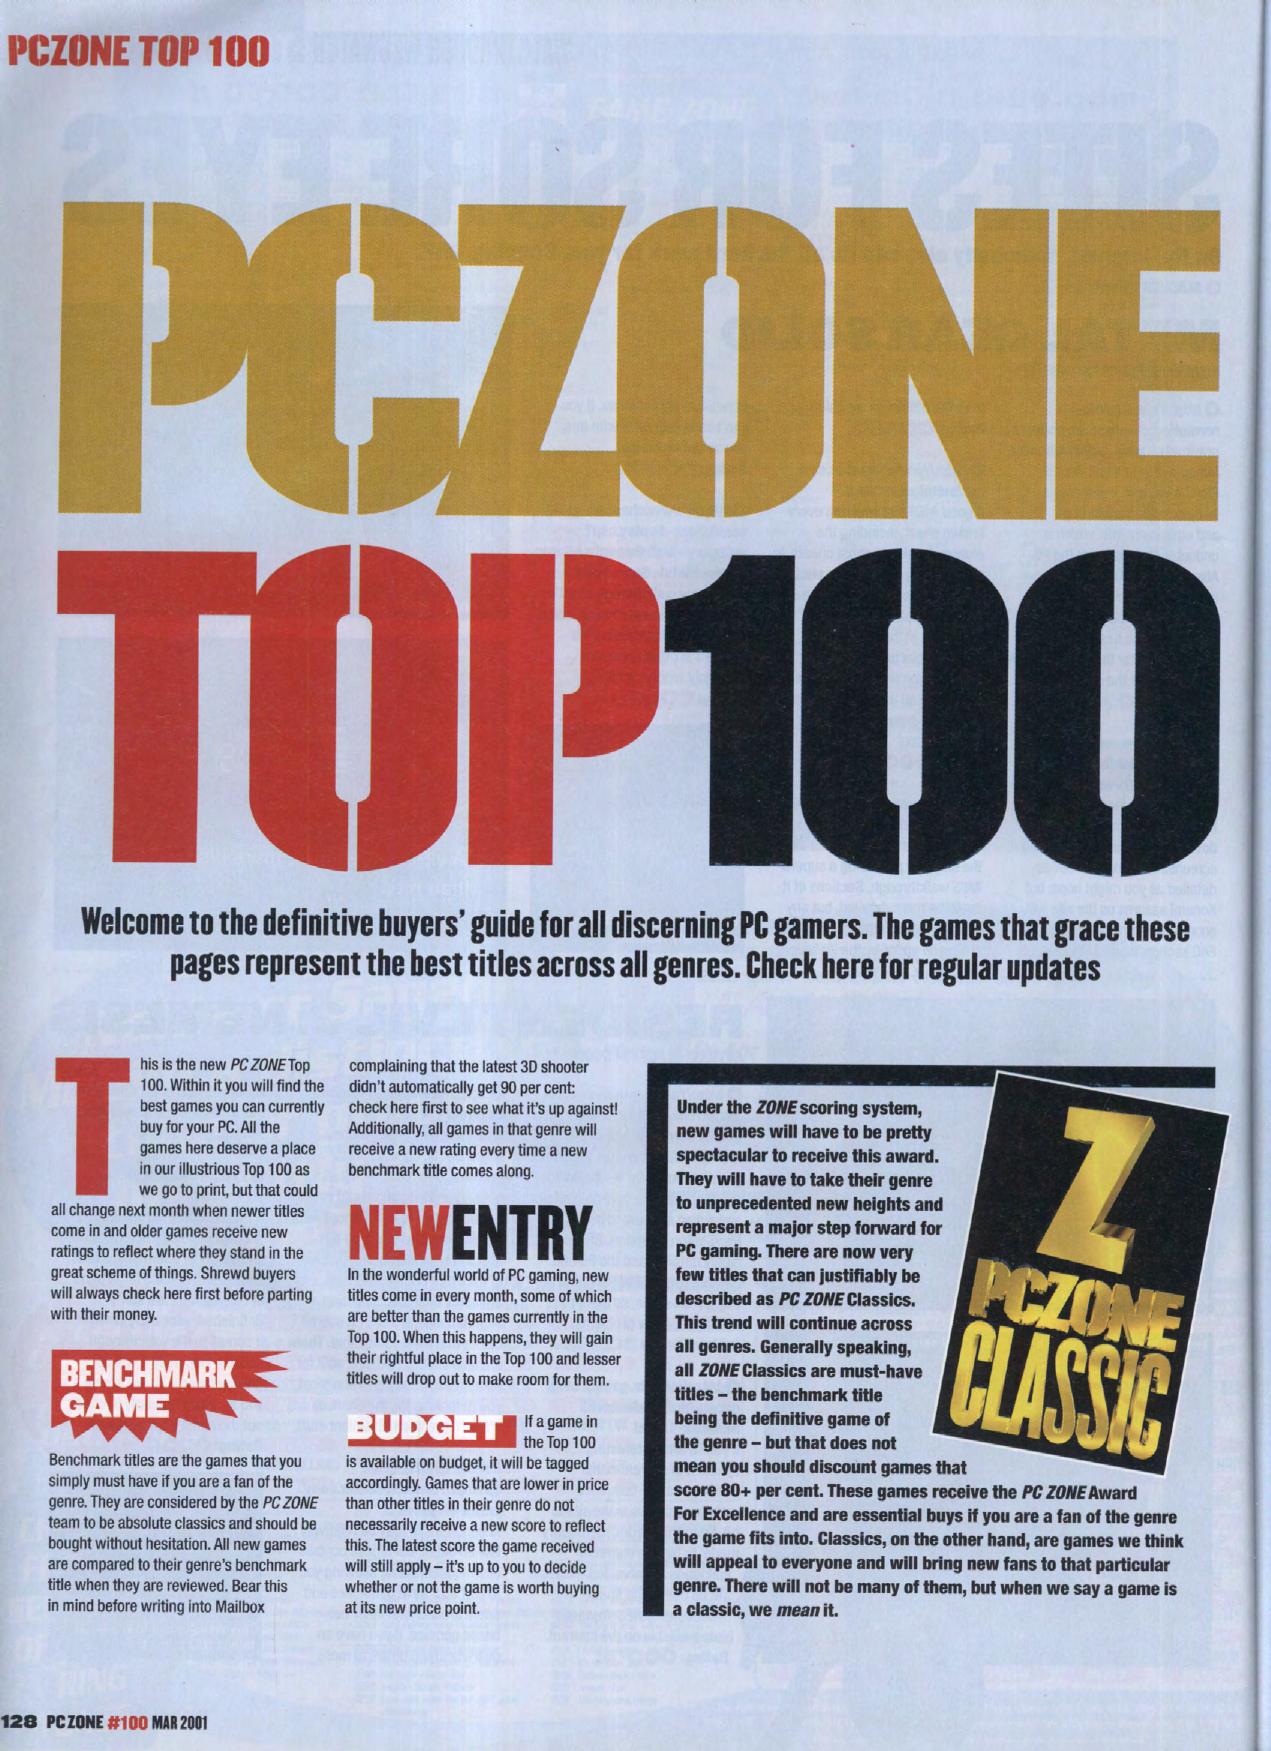 PCZONE TOP 100
PCZONE
TOP100
Welcome to the definitive buyers' guide for all discerning PC gamers. The games that grace these
pages represent the best titles across all genres. Check here for regular updates
This is the new PC ZONE Top
100. Within it you will find the
best games you can currently
buy for your PC. All the
games here deserve a place
in our illustrious Top 100 as
we go to print, but that could
all change next month when newer titles
come in and older games receive new
ratings to reflect where they stand in the
great scheme of things. Shrewd buyers
will always check here first before parting
with their money.
BENCHMARK
GAME
Benchmark titles are the games that you
simply must have if you are a fan of the
genre. They are considered by the PC ZONE
team to be absolute classics and should be
bought without hesitation. All new games
are compared to their genre's benchmark
title when they are reviewed. Bear this
in mind before writing into Mailbox
complaining that the latest 3D shooter
didn't automatically get 90 per cent:
check here first to see what it's up against!
Additionally, all games in that genre will
receive a new rating every time a new
benchmark title comes along.
NEWENTRY
In the wonderful world of PC gaming, new
titles come in every month, some of which
are better than the games currently in the
Top 100. When this happens, they will gain
their rightful place in the Top 100 and lesser
titles will drop out to make room for them.
BUDGET If a game in
the Top 100
is available on budget, it will be tagged
accordingly. Games that are lower in price
than other titles in their genre do not
necessarily receive a new score to reflect
this. The latest score the game received
will still apply – it's up to you to decide
whether or not the game is worth buying
at its new price point.
Under the ZONE scoring system,
new games will have to be pretty
spectacular to receive this award.
They will have to take their genre
to unprecedented new heights and
represent a major step forward for
PC gaming. There are now very
few titles that can justifiably be
described as PC ZONE Classics.
This trend will continue across
all genres. Generally speaking,
all ZONE Classics are must-have
titles – the benchmark title
being the definitive game of
the genre – but that does not
mean you should discount games that
score 80+ per cent. These games receive the PC ZONE Award
For Excellence and are essential buys if you are a fan of the genre
the game fits into. Classics, on the other hand, are games we think
will appeal to everyone and will bring new fans to that particular
genre. There will not be many of them, but when we say a game is
a classic, we mean it.
Z
PCZONE
CLASSIC
128 PCZONE #100 MAR 2001